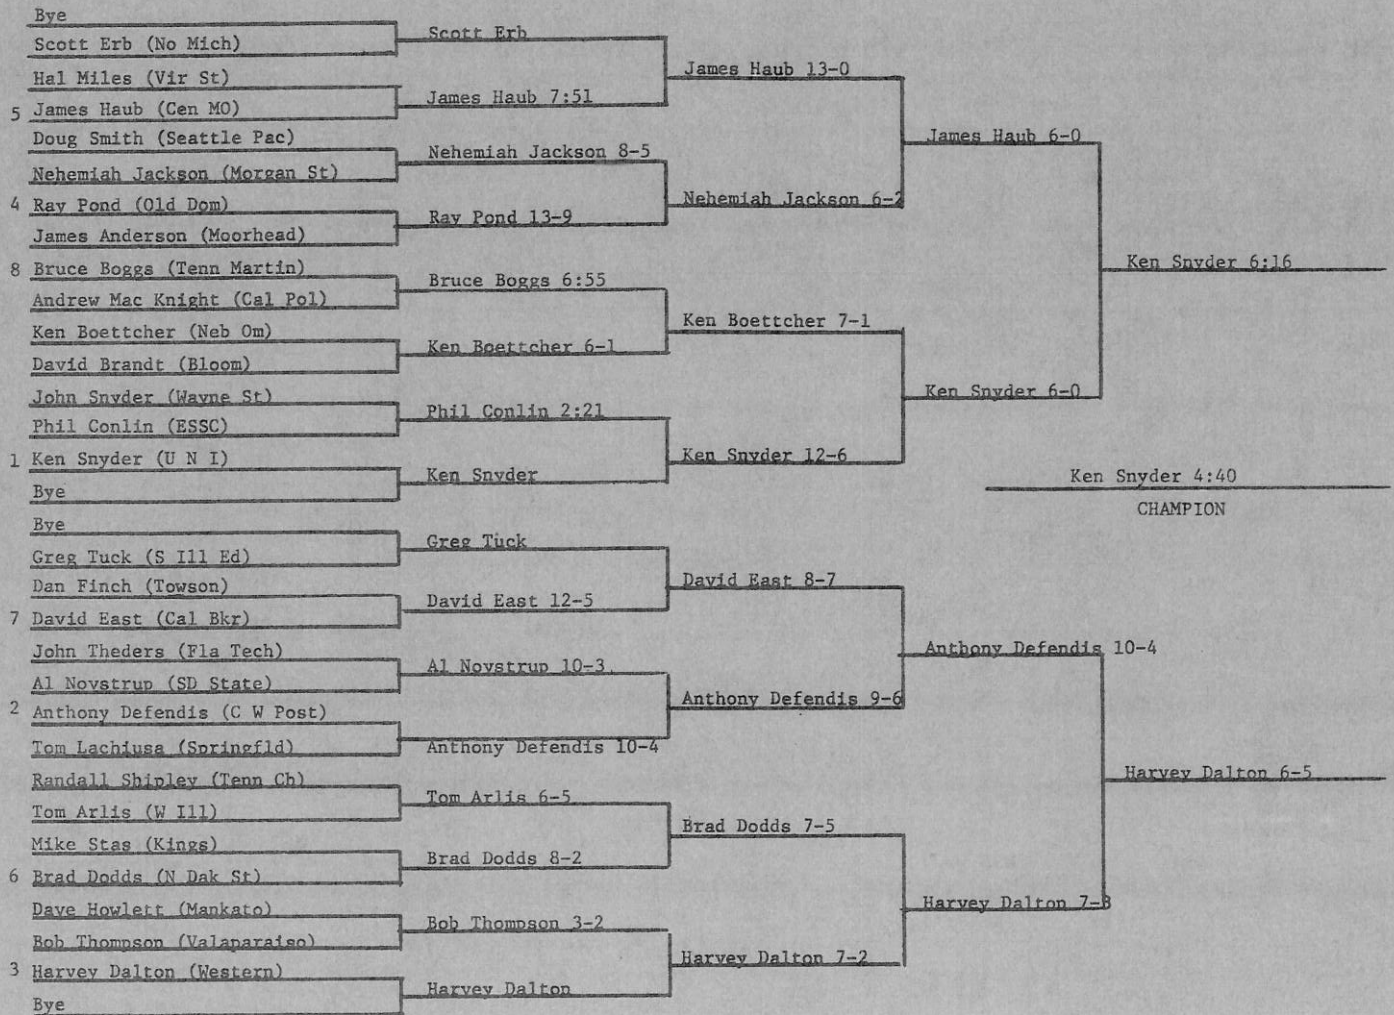 Bye
Scott Erb (No Mich)
Hal Miles (Vir St)
5 James Haub (Cen MO)
Doug Smith (Seattle Pac)
Nehemiah Jackson (Morgan St)
4 Ray Pond (Old Dom)
James Anderson (Moorhead)
8 Bruce Boggs (Tenn Martin)
Andrew Mac Knight (Cal Pol)
Ken Boettcher (Neb Om)
David Brandt (Bloom)
John Snyder (Wayne St)
Phil Conlin (ESSC)
1 Ken Snyder (U N I)
Bye
Bye
Greg Tuck (S Ill Ed)
Dan Finch (Towson)
7 David East (Cal Bkr)
John Theders (Fla Tech)
Al Novstrup (SD State)
2 Anthony Defendis (C W Post)
Tom Lachiusa (Springfld)
Randall Shipley (Tenn Ch)
Tom Arlis (W Ill)
Mike Stas (Kings)
6 Brad Dodds (N Dak St)
Dave Howlett (Mankato)
Bob Thompson (Valaparaiso)
3 Harvey Dalton (Western)
Bye
Scott Erb
James Haub 7:51
Nehemiah Jackson 8-5
Ray Pond 13-9
Bruce Boggs 6:55
Ken Boettcher 6-1
Phil Conlin 2:21
Ken Snyder
Greg Tuck
David East 12-5
Al Novstrup 10-3
Anthony Defendis 10-4
Tom Arlis 6-5
Brad Dodds 8-2
Bob Thompson 3-2
Harvey Dalton
James Haub 13-0
Nehemiah Jackson 6-2
Ken Boettcher 7-1
Ken Snyder 12-6
David East 8-7
Anthony Defendis 9-6
Brad Dodds 7-5
Harvey Dalton 7-2
James Haub 6-0
Ken Snyder 6-0
Anthony Defendis 10-4
Harvey Dalton 7-3
Ken Snyder 6:16
Harvey Dalton 6-5
Ken Snyder 4:40
CHAMPION